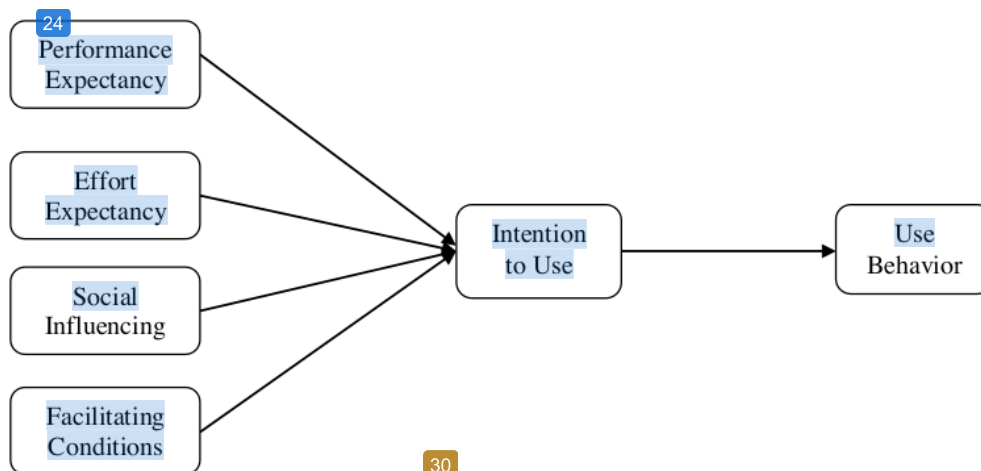 24
Performance
Expectancy
Effort
Expectancy
Social
Influencing
Facilitating
Conditions
Intention
to Use
Use
Behavior
30